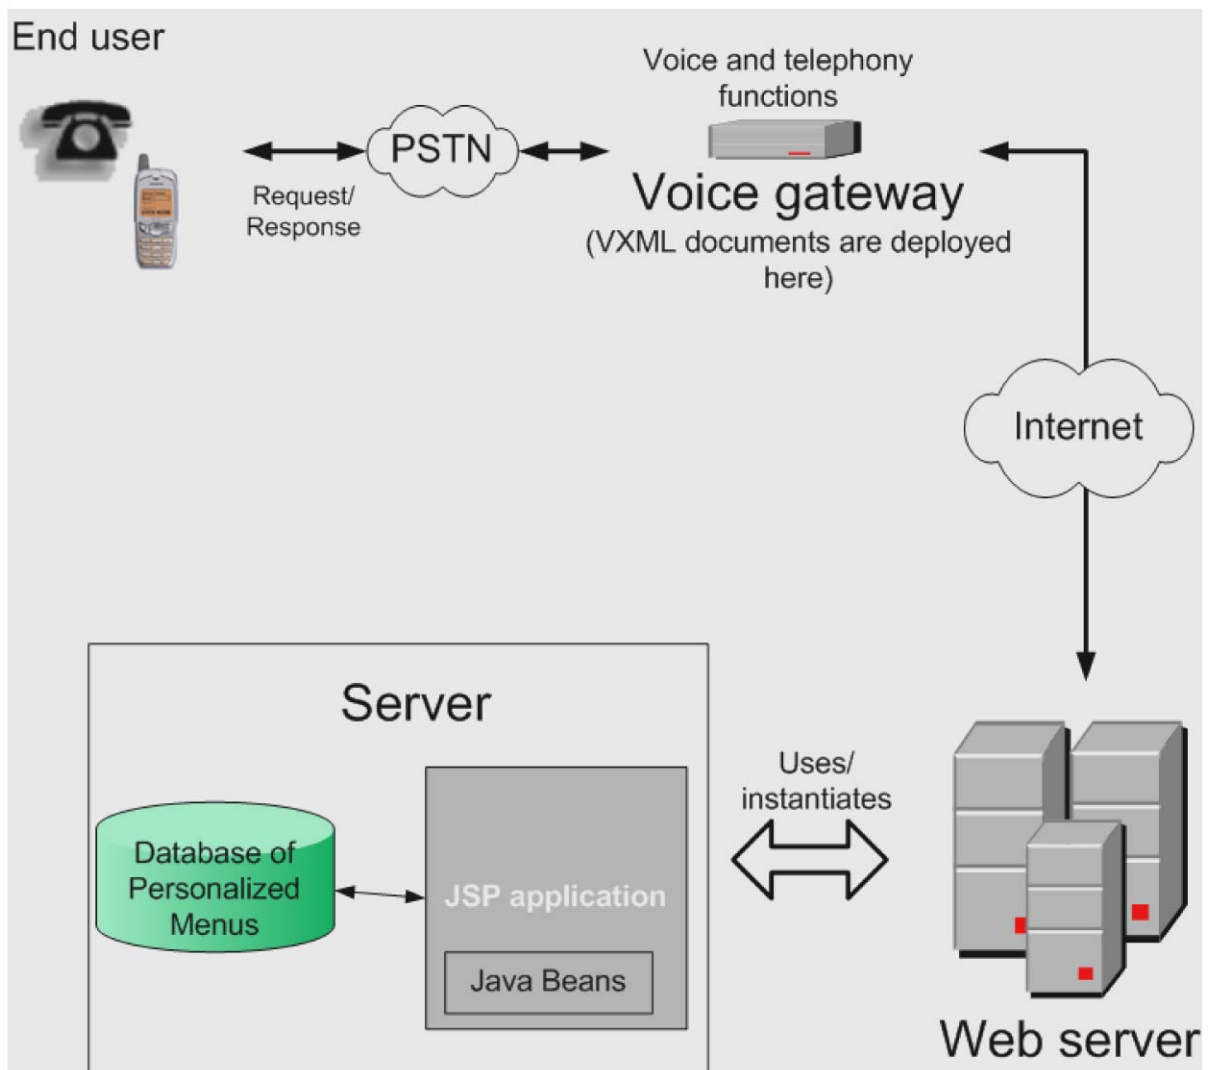 End user
Voice and telephony
functions
PSTN
Request/
Response
Voice gateway
(VXML documents are deployed
here)
Internet
Server
Uses/
instantiates
Database of
Personalized
Menus
JSP application
Java Beans
Web server